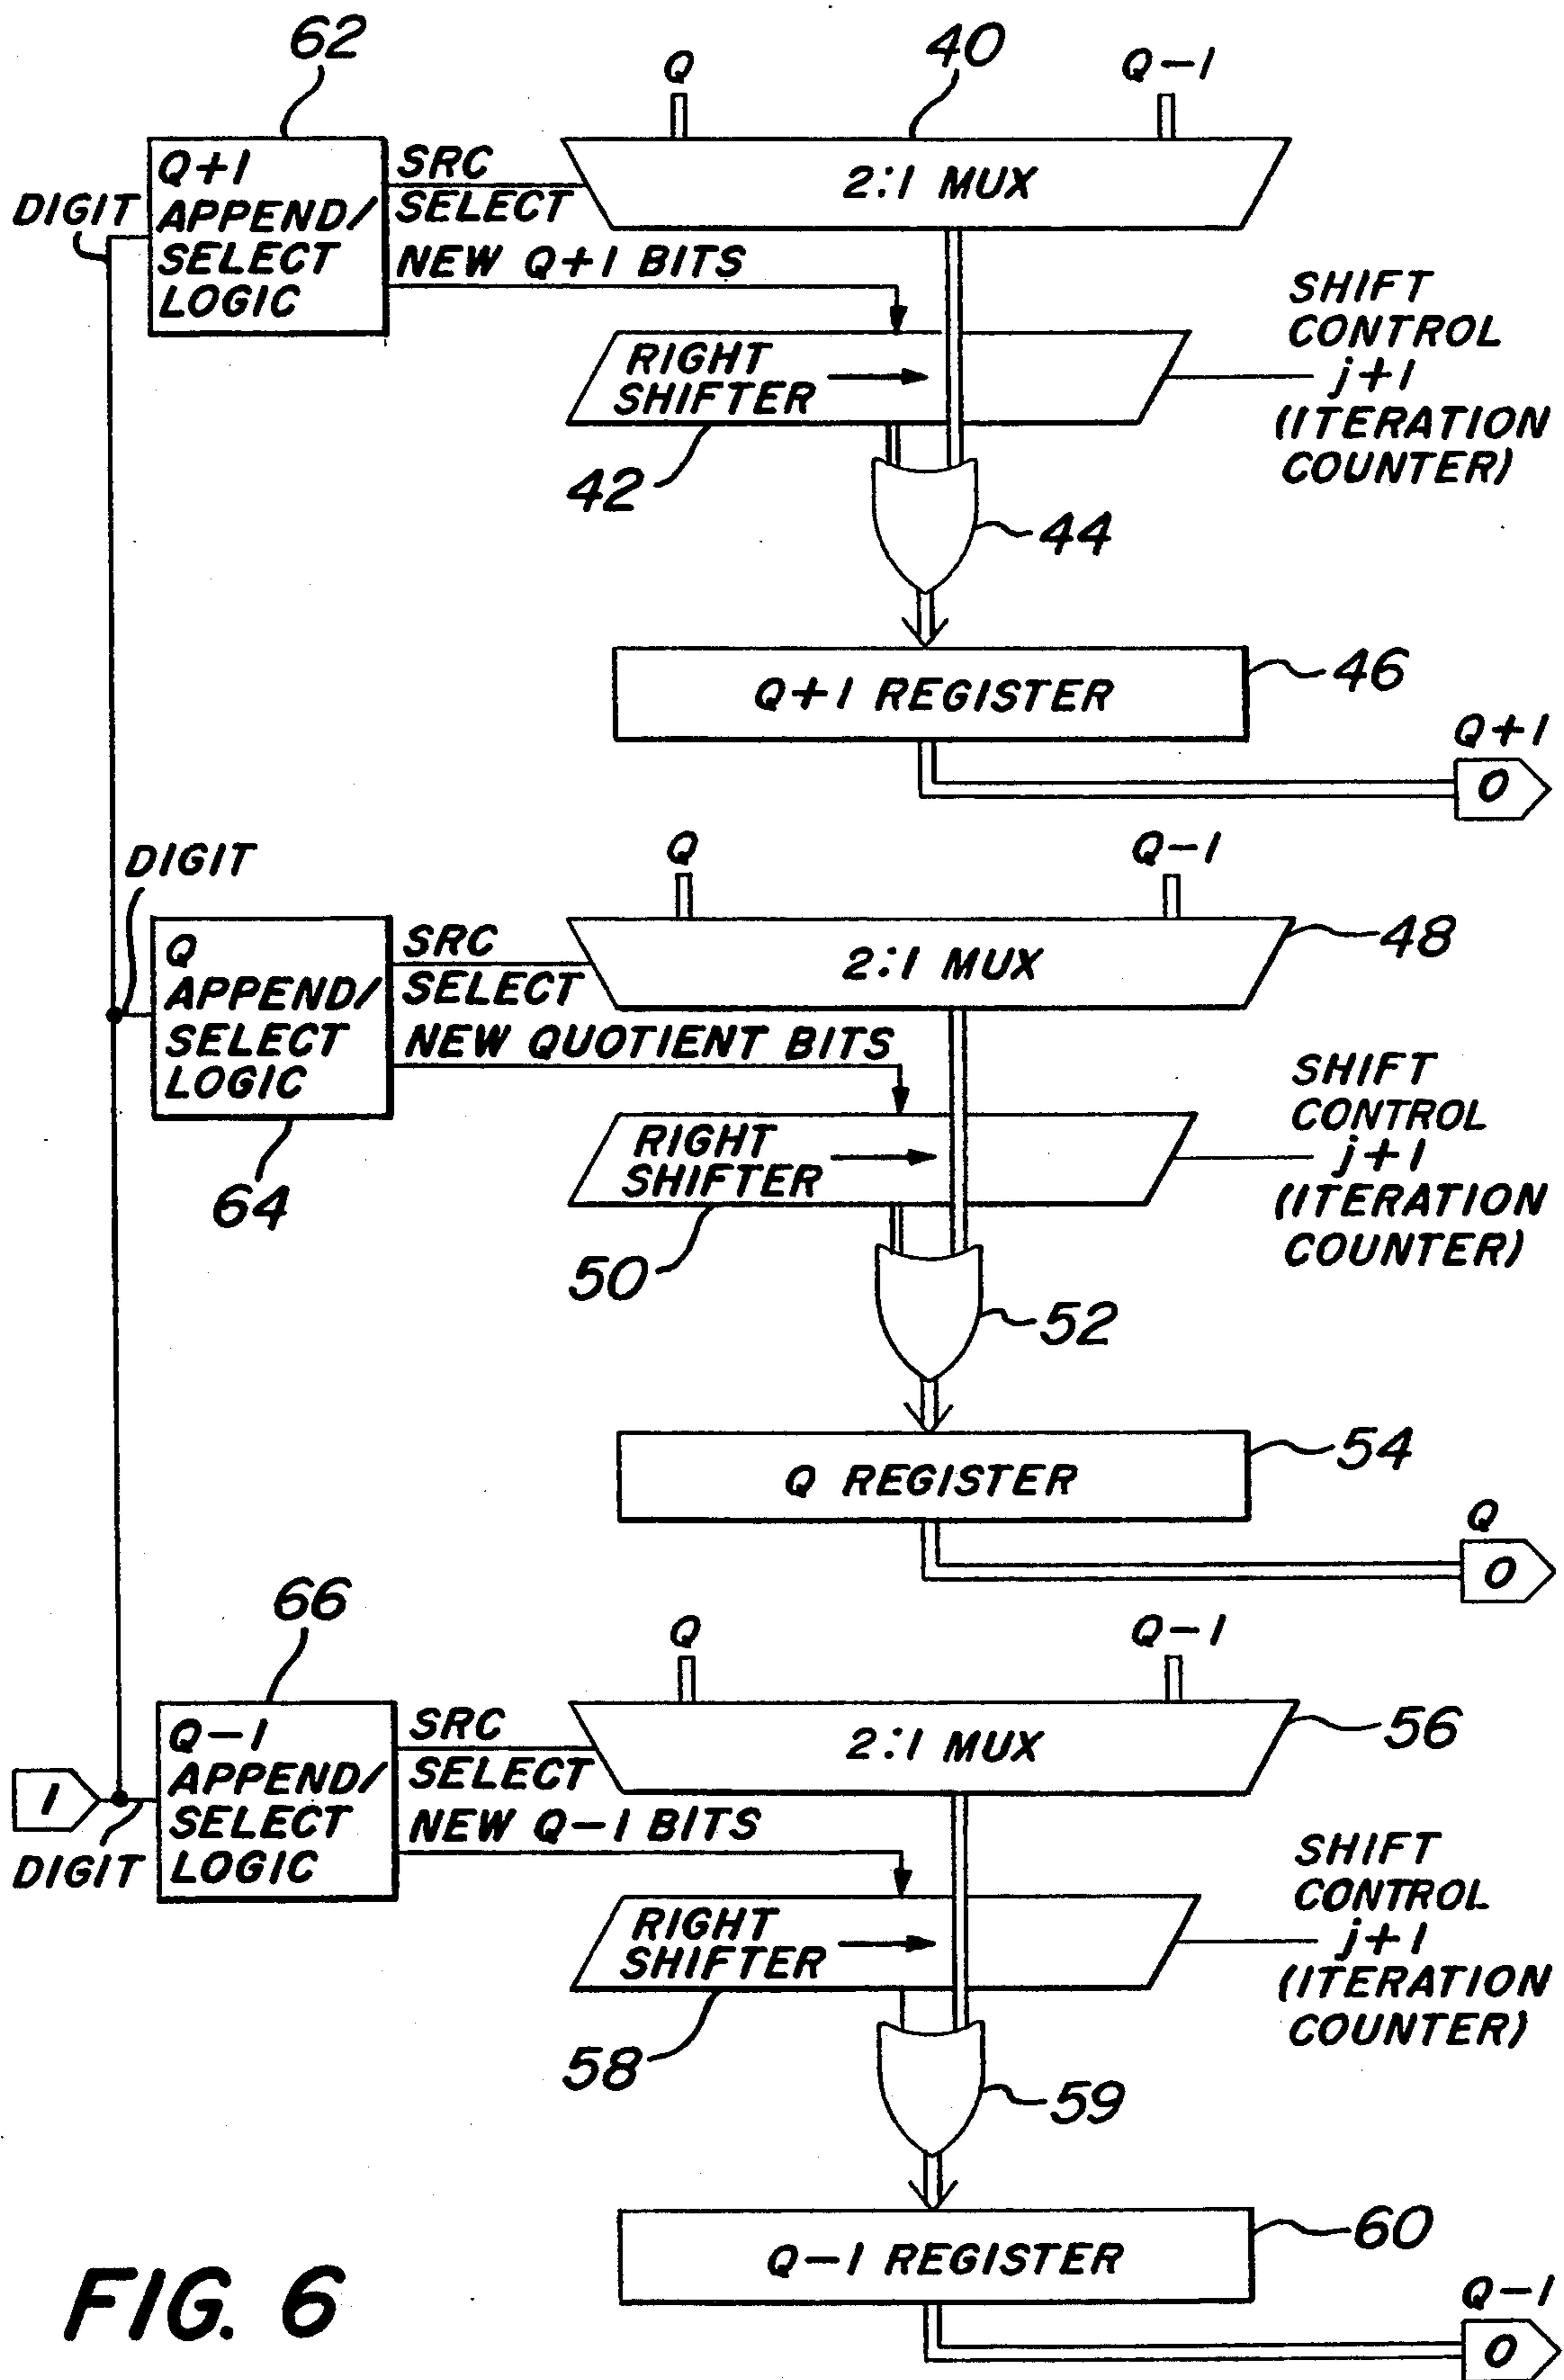 62
Q
40
Q-1
Q+1
APPEND/
SELECT
LOGIC
DIGIT
SRC
SELECT
NEW Q+1 BITS
2:1 MUX
RIGHT
SHIFTER
SHIFT
CONTROL
j+1
(ITERATION
COUNTER)
42
44
Q+1 REGISTER
46
Q+1
O
DIGIT
Q
Q-1
Q
APPEND/
SELECT
LOGIC
SRC
SELECT
NEW QUOTIENT BITS
2:1 MUX
48
RIGHT
SHIFTER
SHIFT
CONTROL
j+1
(ITERATION
COUNTER)
64
50
52
Q REGISTER
54
Q
O
66
Q
Q-1
Q-1
APPEND/
SELECT
LOGIC
SRC
SELECT
NEW Q-1 BITS
2:1 MUX
56
I
DIGIT
RIGHT
SHIFTER
SHIFT
CONTROL
j+1
(ITERATION
COUNTER)
58
59
Q-1 REGISTER
60
Q-1
O
FIG. 6